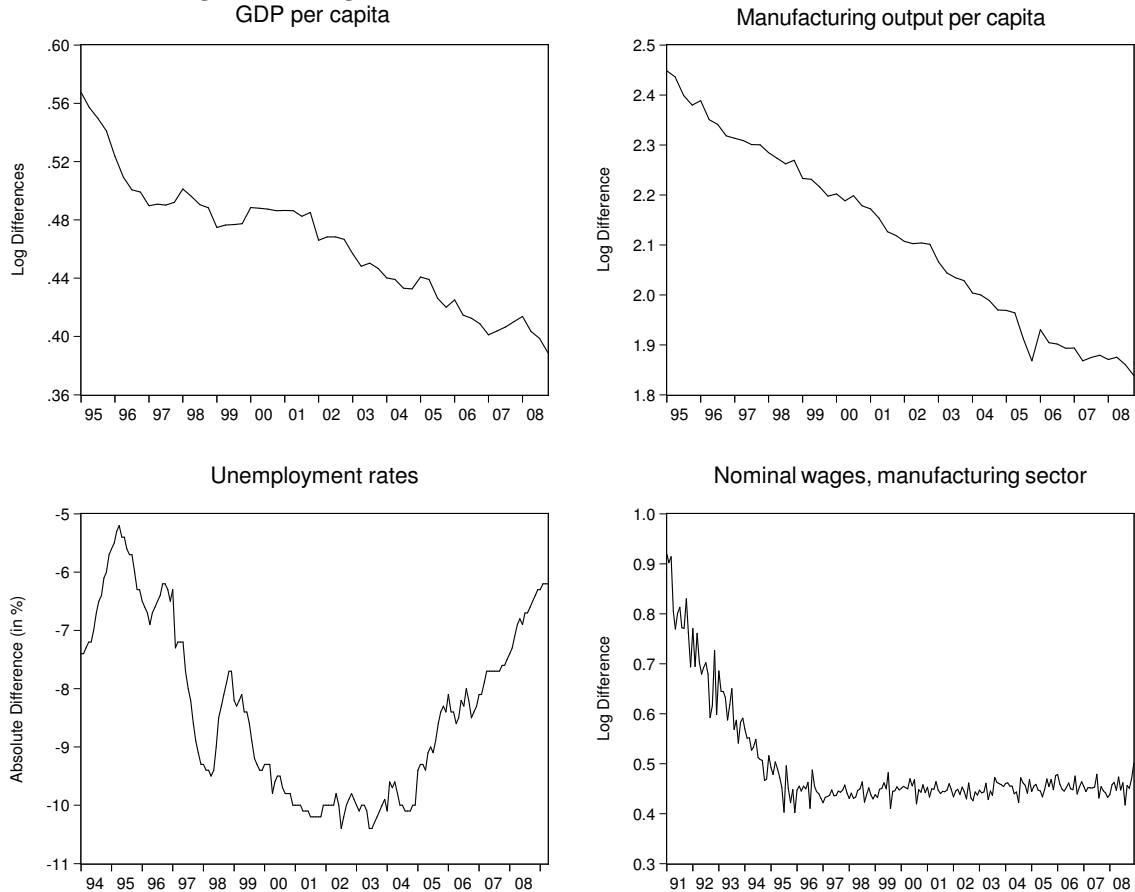 GDP per capita
.60
.56
.52
.48
.44
.40
.36
Log Differences
95 96 97 98 99 00 01 02 03 04 05 06 07 08
Manufacturing output per capita
2.5
2.4
2.3
2.2
2.1
2.0
1.9
1.8
Log Difference
95 96 97 98 99 00 01 02 03 04 05 06 07 08
Unemployment rates
-5
-6
-7
-8
-9
-10
-11
Absolute Difference (in %)
94 95 96 97 98 99 00 01 02 03 04 05 06 07 08
Nominal wages, manufacturing sector
1.0
0.9
0.8
0.7
0.6
0.5
0.4
0.3
Log Difference
91 92 93 94 95 96 97 98 99 00 01 02 03 04 05 06 07 08